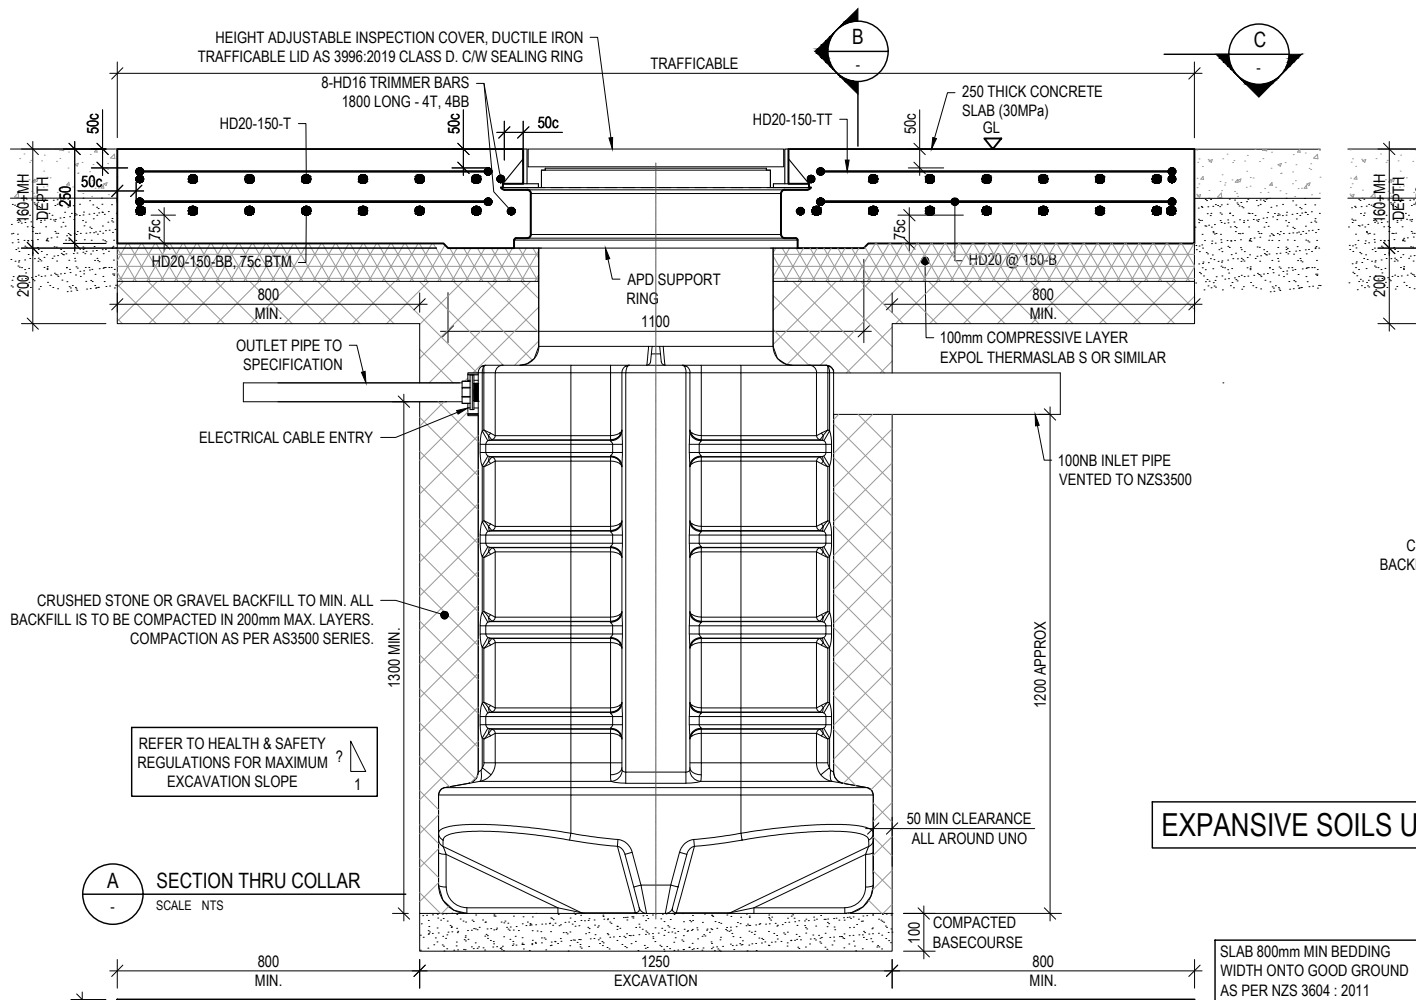 HEIGHT ADJUSTABLE INSPECTION COVER, DUCTILE IRON
TRAFFICABLE LID AS 3996:2019 CLASS D. C/W SEALING RING
8-HD16 TRIMMER BARS
1800 LONG - 4T, 4BB
TRAFFICABLE
B
-
C
-
250 THICK CONCRETE
SLAB (30MPa)
GL
50c
HD20-150-T
50c
50c
HD20-150-TT
50c
160+MH
DEPTH
250
50c
75c
75c
160+MH
DEPTH
HD20-150-BB, 75c BTM
HD20 @ 150-B
200
200
APD SUPPORT
RING
800
MIN.
1100
800
MIN.
100mm COMPRESSIVE LAYER
EXPOL THERMASLAB S OR SIMILAR
OUTLET PIPE TO
SPECIFICATION
ELECTRICAL CABLE ENTRY
100NB INLET PIPE
VENTED TO NZS3500
C
BACK
CRUSHED STONE OR GRAVEL BACKFILL TO MIN. ALL
BACKFILL IS TO BE COMPACTED IN 200mm MAX. LAYERS.
COMPACTION AS PER AS3500 SERIES.
1300 MIN.
1200 APPROX
REFER TO HEALTH & SAFETY
REGULATIONS FOR MAXIMUM
EXCAVATION SLOPE
?
1
50 MIN CLEARANCE
ALL AROUND UNO
EXPANSIVE SOILS U
A
-
SECTION THRU COLLAR
SCALE NTS
100
COMPACTED
BASECOURSE
800
MIN.
1250
EXCAVATION
800
MIN.
SLAB 800mm MIN BEDDING
WIDTH ONTO GOOD GROUND
AS PER NZS 3604 : 2011